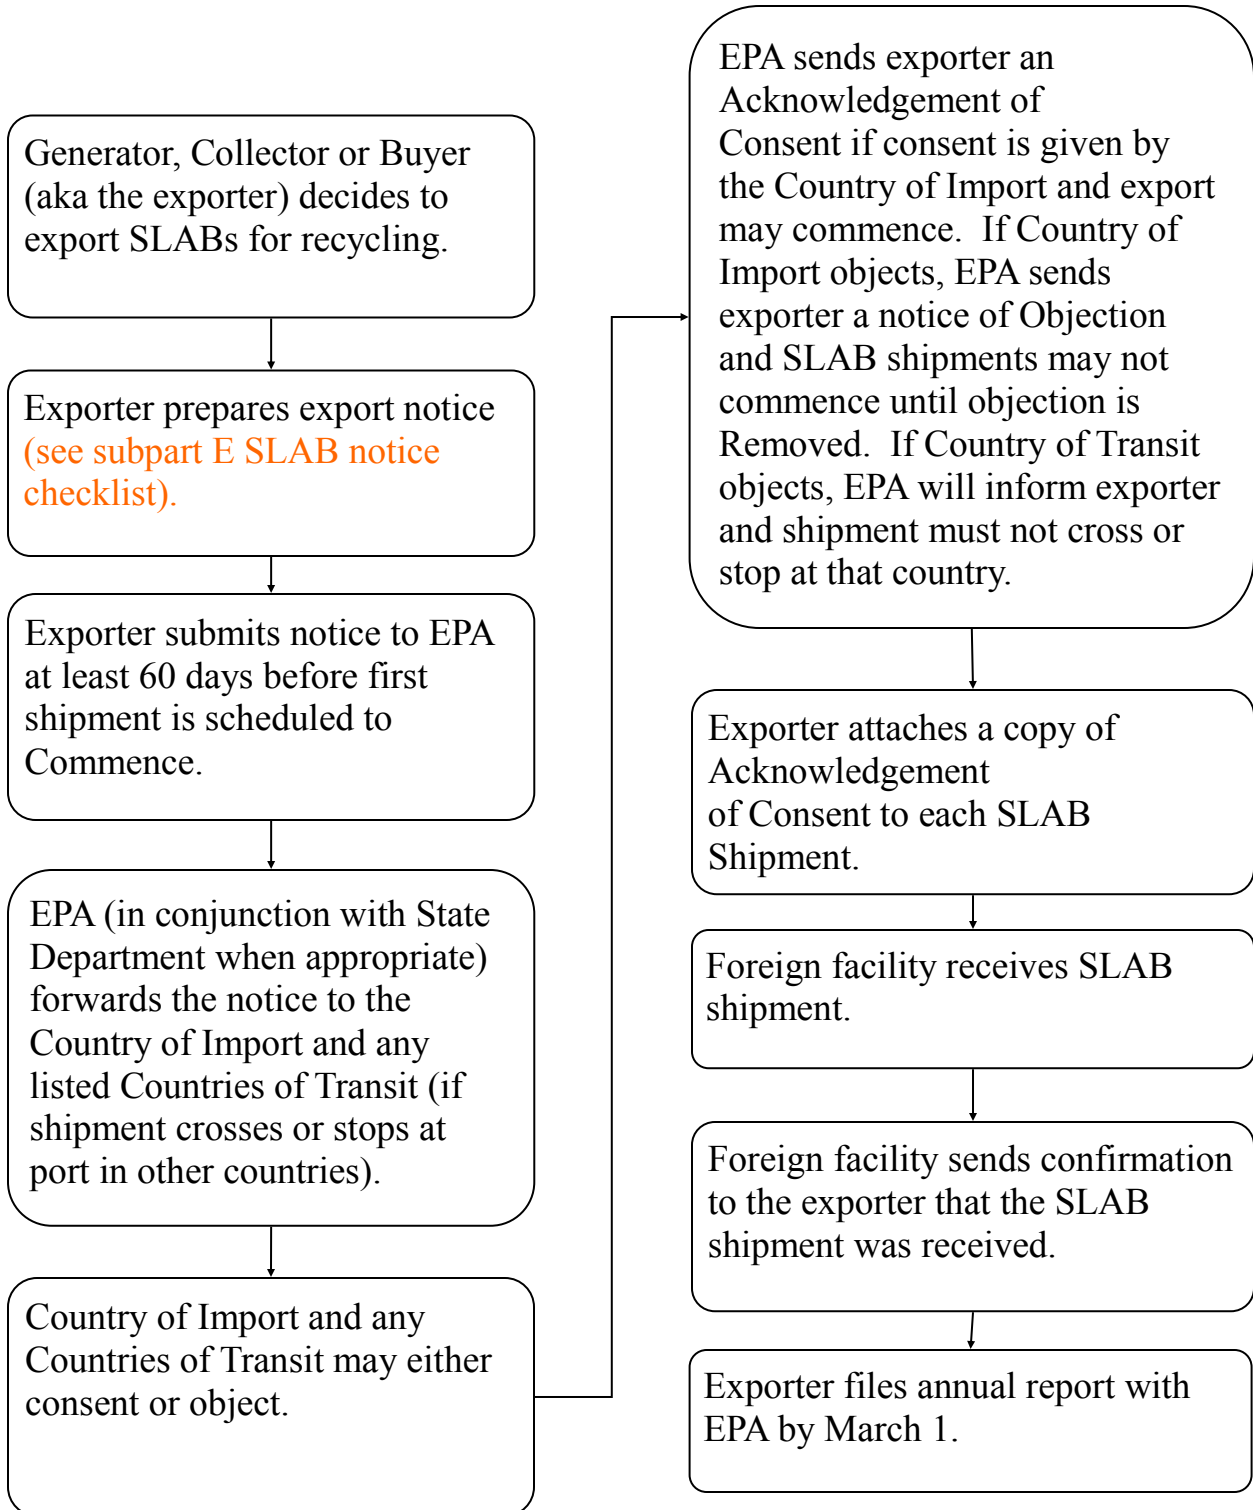 Generator, Collector or Buyer
(aka the exporter) decides to
export SLABs for recycling.
Exporter prepares export notice
(see subpart E SLAB notice
checklist).
Exporter submits notice to EPA
at least 60 days before first
shipment is scheduled to
Commence.
EPA (in conjunction with State
Department when appropriate)
forwards the notice to the
Country of Import and any
listed Countries of Transit (if
shipment crosses or stops at
port in other countries).
Country of Import and any
Countries of Transit may either
consent or object.
EPA sends exporter an
Acknowledgement of
Consent if consent is given by
the Country of Import and export
may commence.  If Country of
Import objects, EPA sends
exporter a notice of Objection
and SLAB shipments may not
commence until objection is
Removed.  If Country of Transit
objects, EPA will inform exporter
and shipment must not cross or
stop at that country.
Exporter attaches a copy of
Acknowledgement
of Consent to each SLAB
Shipment.
Foreign facility receives SLAB
shipment.
Foreign facility sends confirmation
to the exporter that the SLAB
shipment was received.
Exporter files annual report with
EPA by March 1.